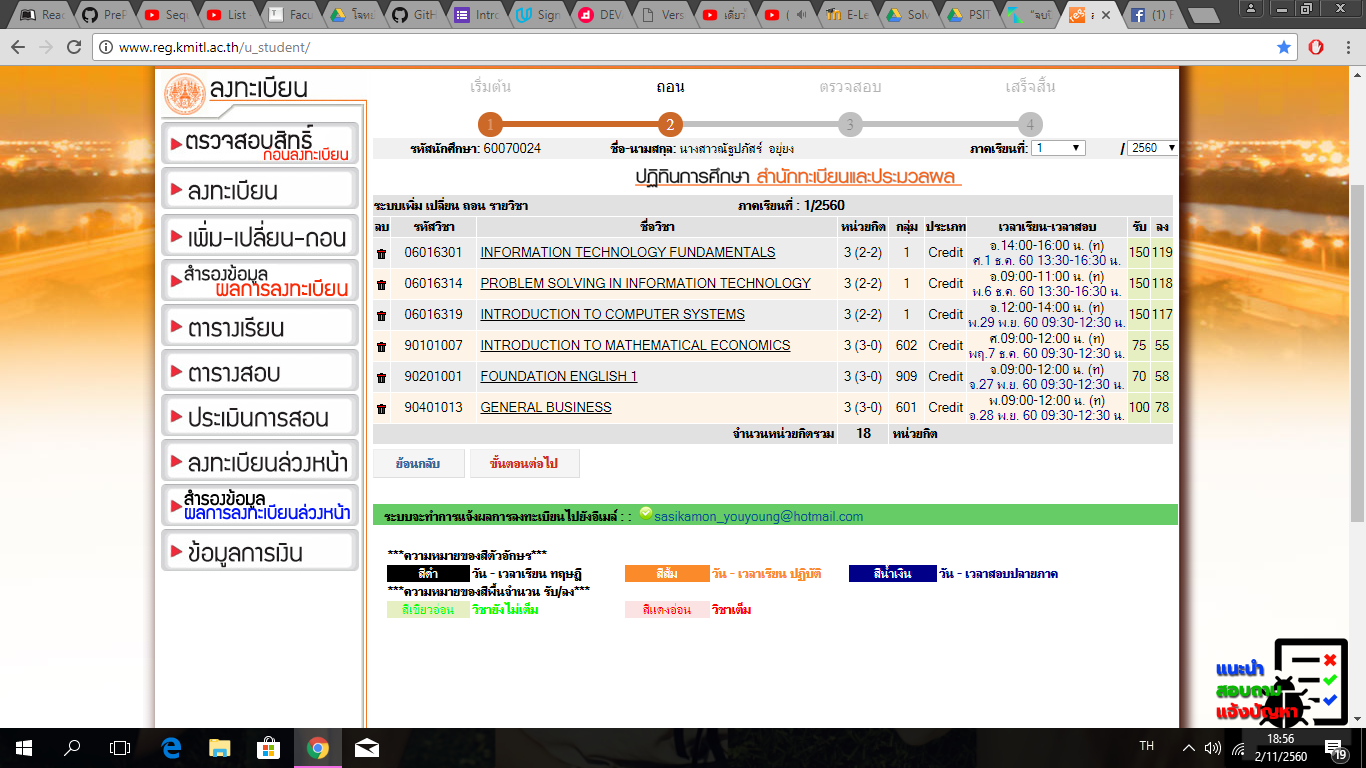 Reac
PreF
Sequ
List
Facu
โจทย
GitH
Intro
Sign
DEV
Vers
เดี่ยว
E-Le
Solv
PSIT
"จบวิ
(1) F
www.reg.kmitl.ac.th/u_student/
ลงทะเบียน
เริ่มต้น ถอน ตรวจสอบ เสร็จสิ้น
1 2 3 4
รหัสนักศึกษา: 60070024 ชื่อ-นามสกุล: นางสาวณัฐปภัสร์ อยู่ยง ภาคเรียนที่: 1 / 2560
ปฏิทินการศึกษา สำนักทะเบียนและประมวลผล
ตรวจสอบสิทธิ์
ก่อนลงทะเบียน
ลงทะเบียน
เพิ่ม-เปลี่ยน-ถอน
สำรองข้อมูล
ผลการลงทะเบียน
ตารางเรียน
ตารางสอบ
ประเมินการสอน
ลงทะเบียนล่วงหน้า
สำรองข้อมูล
ผลการลงทะเบียนล่วงหน้า
ข้อมูลการเงิน
ระบบเพิ่ม เปลี่ยน ถอน รายวิชา ภาคเรียนที่ : 1/2560
ลบ รหัสวิชา ชื่อวิชา หน่วยกิต กลุ่ม ประเภท เวลาเรียน-เวลาสอบ รับ ลง
06016301 INFORMATION TECHNOLOGY FUNDAMENTALS 3 (2-2) 1 Credit จ.14:00-16:00 น. (ท) 150 119
ศ.1 ธ.ค. 60 13:30-16:30 น.
06016314 PROBLEM SOLVING IN INFORMATION TECHNOLOGY 3 (2-2) 1 Credit จ.09:00-11:00 น. (ท) 150 118
พ.6 ธ.ค. 60 13:30-16:30 น.
06016319 INTRODUCTION TO COMPUTER SYSTEMS 3 (2-2) 1 Credit จ.12:00-14:00 น. (ท) 150 117
พ.29 พ.ย. 60 09:30-12:30 น.
90101007 INTRODUCTION TO MATHEMATICAL ECONOMICS 3 (3-0) 602 Credit ศ.09:00-12:00 น. (ท) 75 55
พฤ.7 ธ.ค. 60 09:30-12:30 น.
90201001 FOUNDATION ENGLISH 1 3 (3-0) 909 Credit จ.09:00-12:00 น. (ท) 70 58
จ.27 พ.ย. 60 09:30-12:30 น.
90401013 GENERAL BUSINESS 3 (3-0) 601 Credit พ.09:00-12:00 น. (ท) 100 78
อ.28 พ.ย. 60 09:30-12:30 น.
จำนวนหน่วยกิตรวม 18 หน่วยกิต
ย้อนกลับ ขั้นตอนต่อไป
ระบบจะทำการแจ้งผลการลงทะเบียนไปยังอีเมล์ : : sasikamon_youyoung@hotmail.com
***ความหมายของสีตัวอักษร***
สีดำ วัน - เวลาเรียน ทฤษฎี สีส้ม วัน - เวลาเรียน ปฏิบัติ สีน้ำเงิน วัน - เวลาสอบปลายภาค
***ความหมายของสีพื้นจำนวน รับ/ลง***
สีเขียวอ่อน วิชายังไม่เต็ม สีแดงอ่อน วิชาเต็ม
แนะนำ
สอบถาม
แจ้งปัญหา
TH
18:56
2/11/2560
19